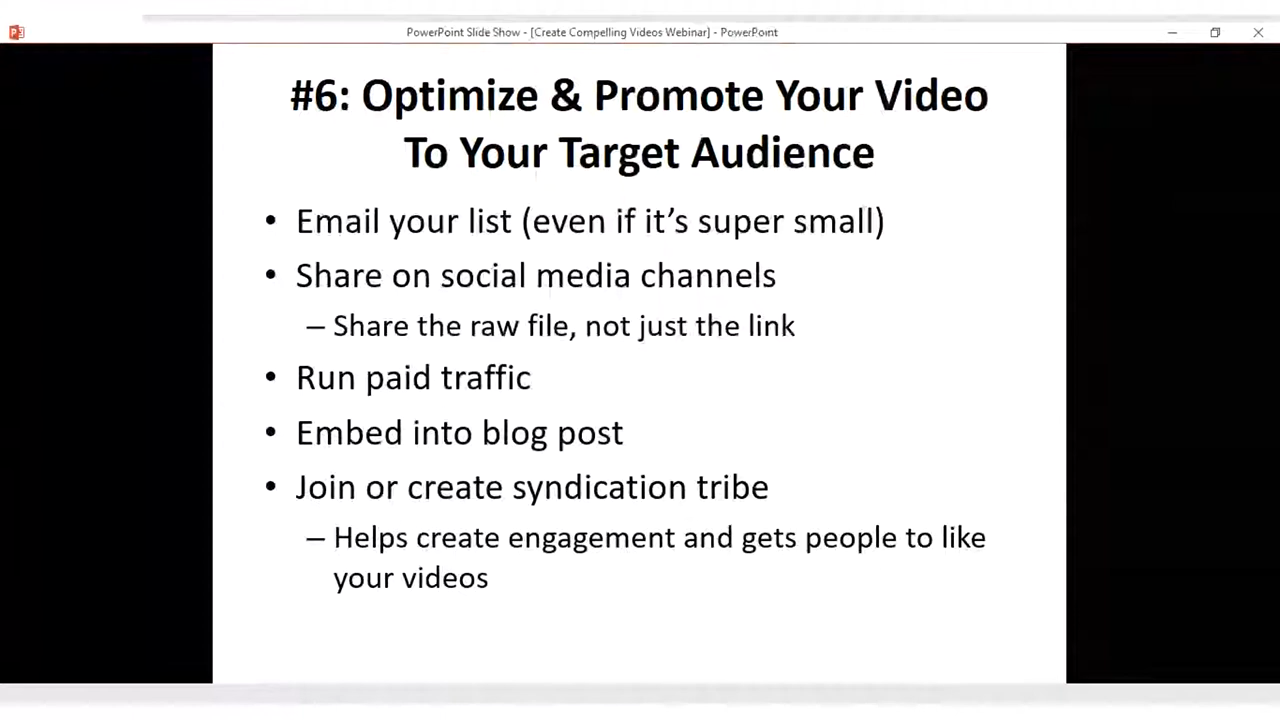 PowerPoint Slide Show - [Create Compelling Videos Webinar] - PowerPoint
#6: Optimize & Promote Your Video
To Your Target Audience
• Email your list (even if it's super small)
• Share on social media channels
– Share the raw file, not just the link
• Run paid traffic
• Embed into blog post
• Join or create syndication tribe
– Helps create engagement and gets people to like
your videos